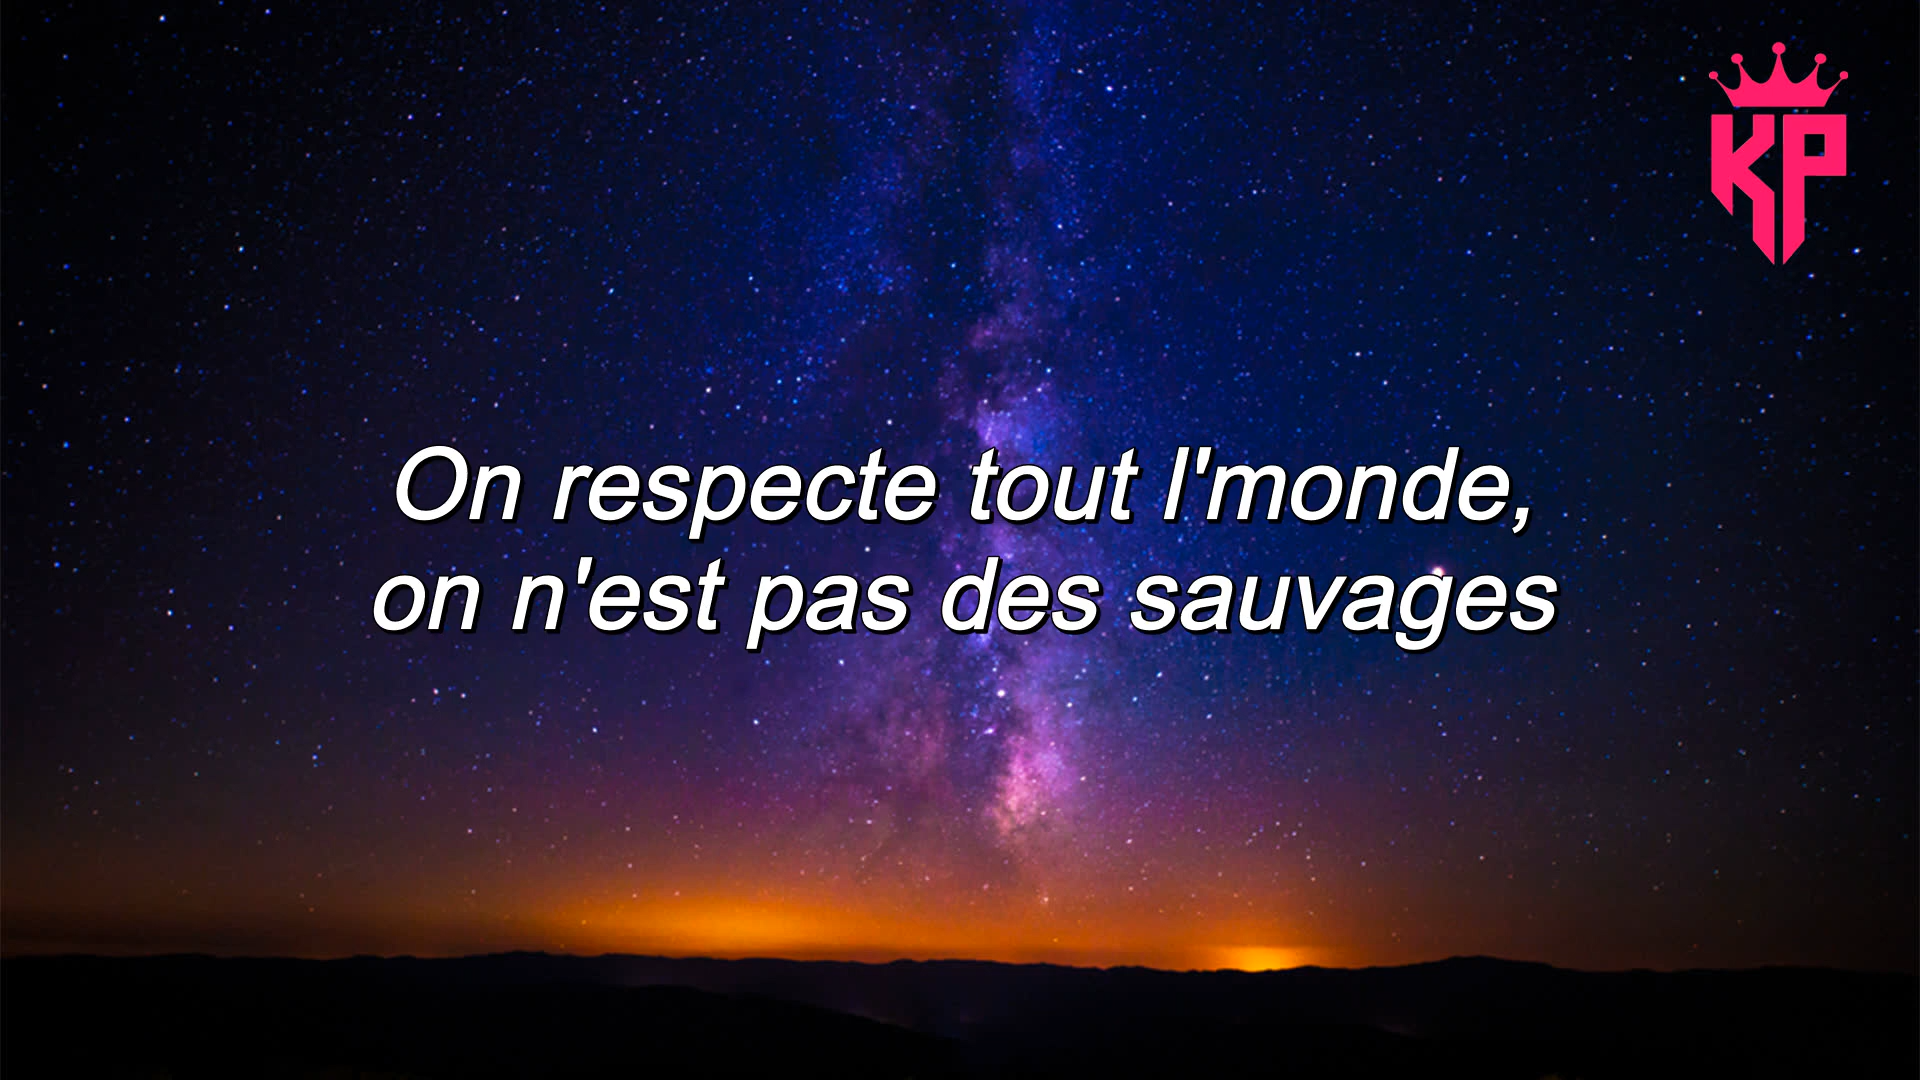 KP
On respecte tout l'monde,
on n'est pas des sauvages